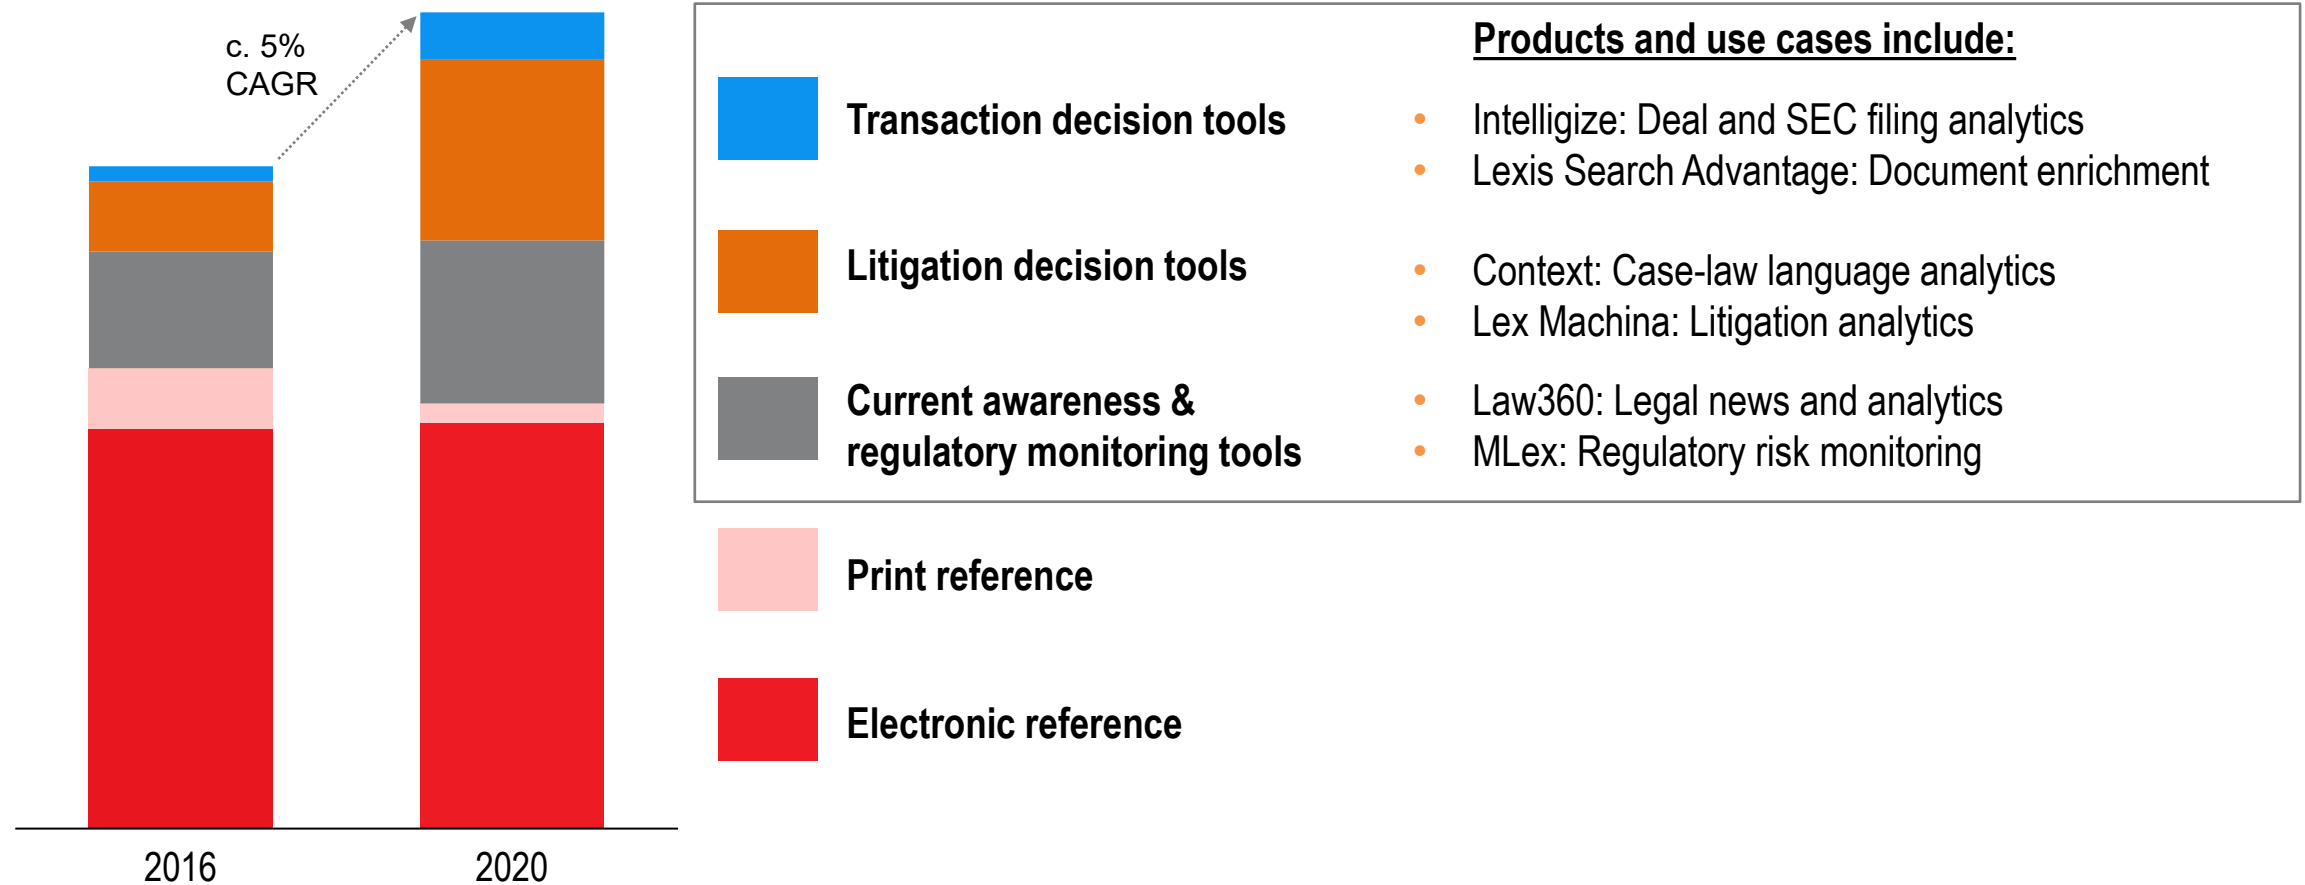 c. 5%
CAGR
2016
2020
Products and use cases include:
Transaction decision tools
• Intelligize: Deal and SEC filing analytics
• Lexis Search Advantage: Document enrichment
Litigation decision tools
• Context: Case-law language analytics
• Lex Machina: Litigation analytics
Current awareness &
regulatory monitoring tools
• Law360: Legal news and analytics
• MLex: Regulatory risk monitoring
Print reference
Electronic reference